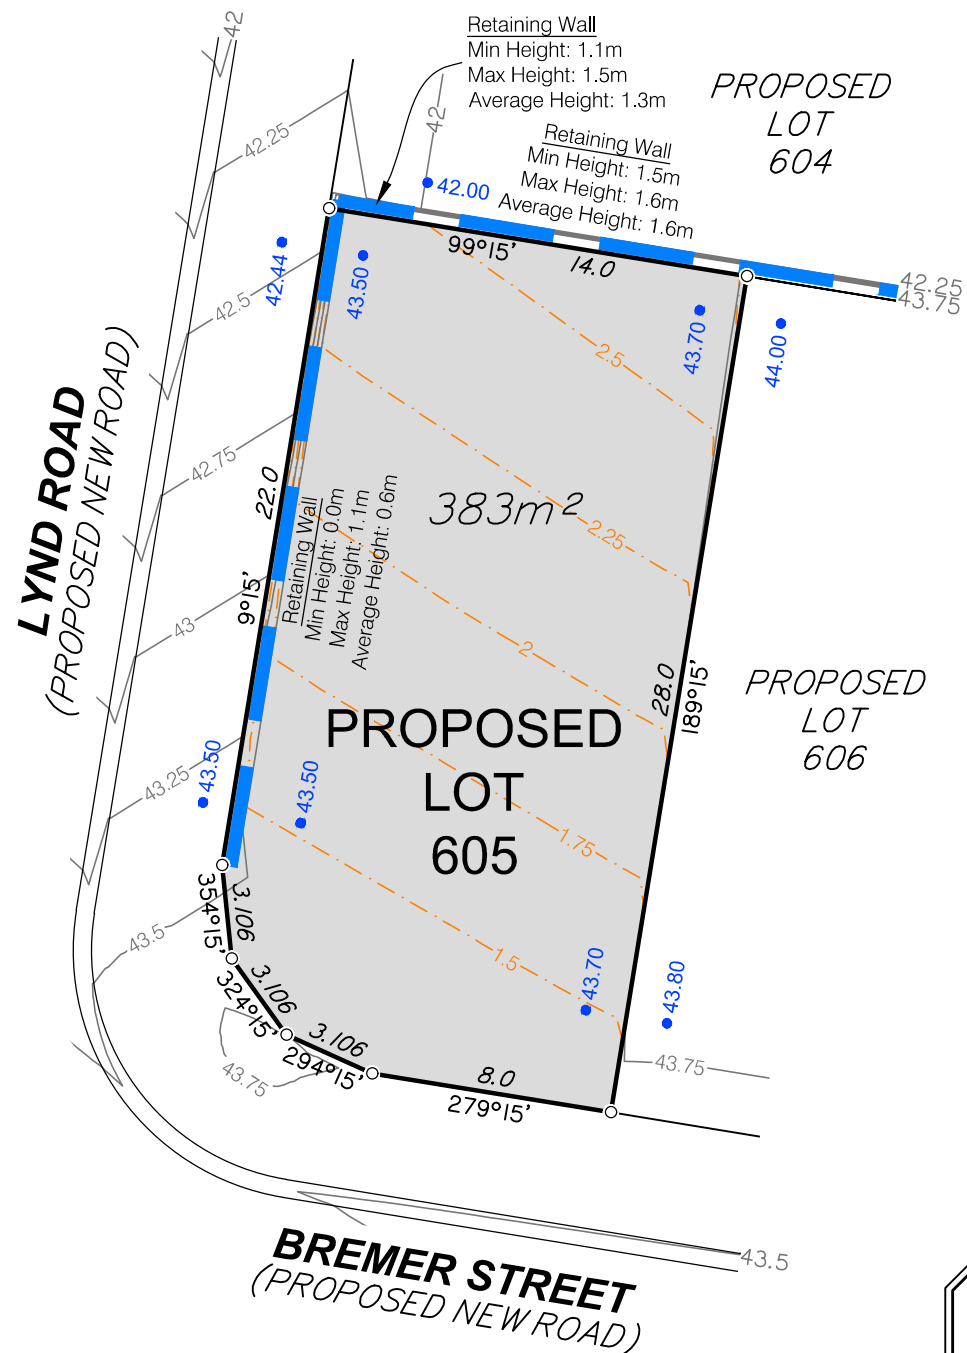 Retaining Wall
Min Height: 1.1m
Max Height: 1.5m
Average Height: 1.3m
PROPOSED
LOT
604
Retaining Wall
Min Height: 1.5m
Max Height: 1.6m
Average Height: 1.6m
42
42
42.25
42.00
99°15'
14.0
42.25
43.75
42.44
43.50
43.70
44.00
42.5
2.5
LYND ROAD
(PROPOSED NEW ROAD)
42.75
22.0
9°15'
383m²
2.25
Retaining Wall
Min Height: 0.0m
Max Height: 1.1m
Average Height: 0.6m
43
2
28.0
189°15'
PROPOSED
LOT
606
PROPOSED
LOT
605
43.25
43.50
43.50
1.75
43.5
354°15'
3.106
1.5
43.70
43.80
324°15'
3.106
294°15'
3.106
43.75
43.75
8.0
279°15'
43.5
BREMER STREET
(PROPOSED NEW ROAD)